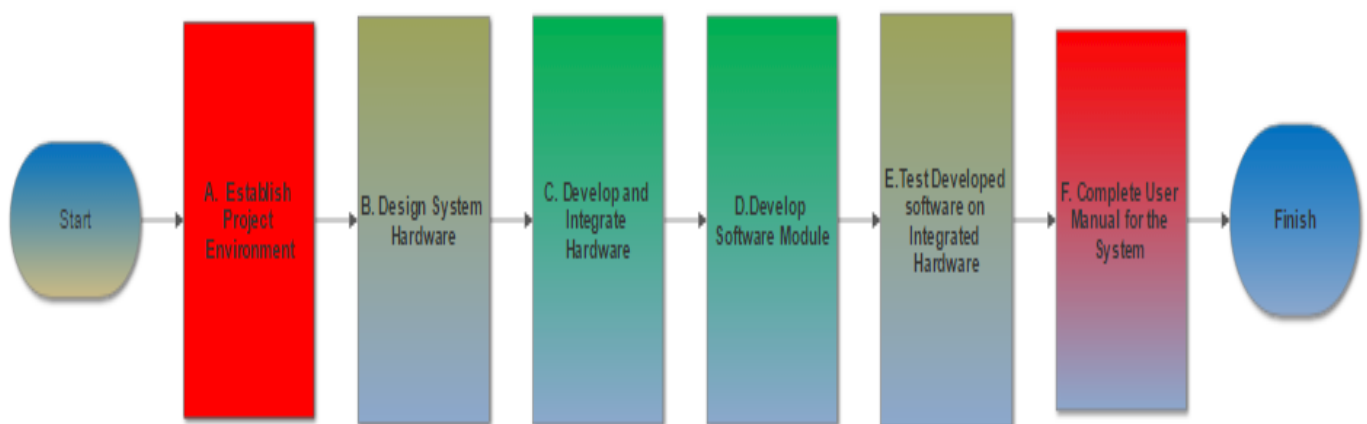 Start
A. Establish
Project
Environment
B. Design System
Hardware
C. Develop and
Integrate
Hardware
D.Develop
Software Module
E.Test Developed
software on
Integrated
Hardware
F. Complete User
Manual for the
System
Finish